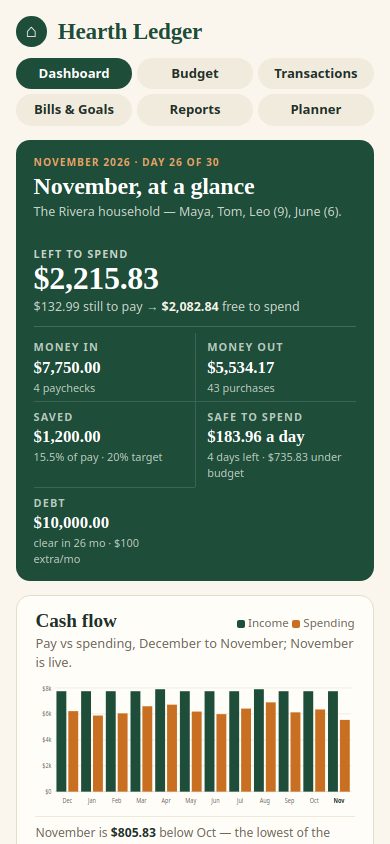 Hearth Ledger
Dashboard
Budget
Transactions
Bills & Goals
Reports
Planner
NOVEMBER 2026 · DAY 26 OF 30
November, at a glance
The Rivera household — Maya, Tom, Leo (9), June (6).
LEFT TO SPEND
$2,215.83
$132.99 still to pay → $2,082.84 free to spend
MONEY IN
$7,750.00
4 paychecks
MONEY OUT
$5,534.17
43 purchases
SAVED
$1,200.00
15.5% of pay · 20% target
SAFE TO SPEND
$183.96 a day
4 days left · $735.83 under
budget
DEBT
$10,000.00
clear in 26 mo · $100
extra/mo
Cash flow
Income
Spending
Pay vs spending, December to November; November
is live.
$8k
$6k
$4k
$2k
$0
Dec Jan Feb Mar Apr May Jun Jul Aug Sep Oct Nov
November is $805.83 below Oct — the lowest of the